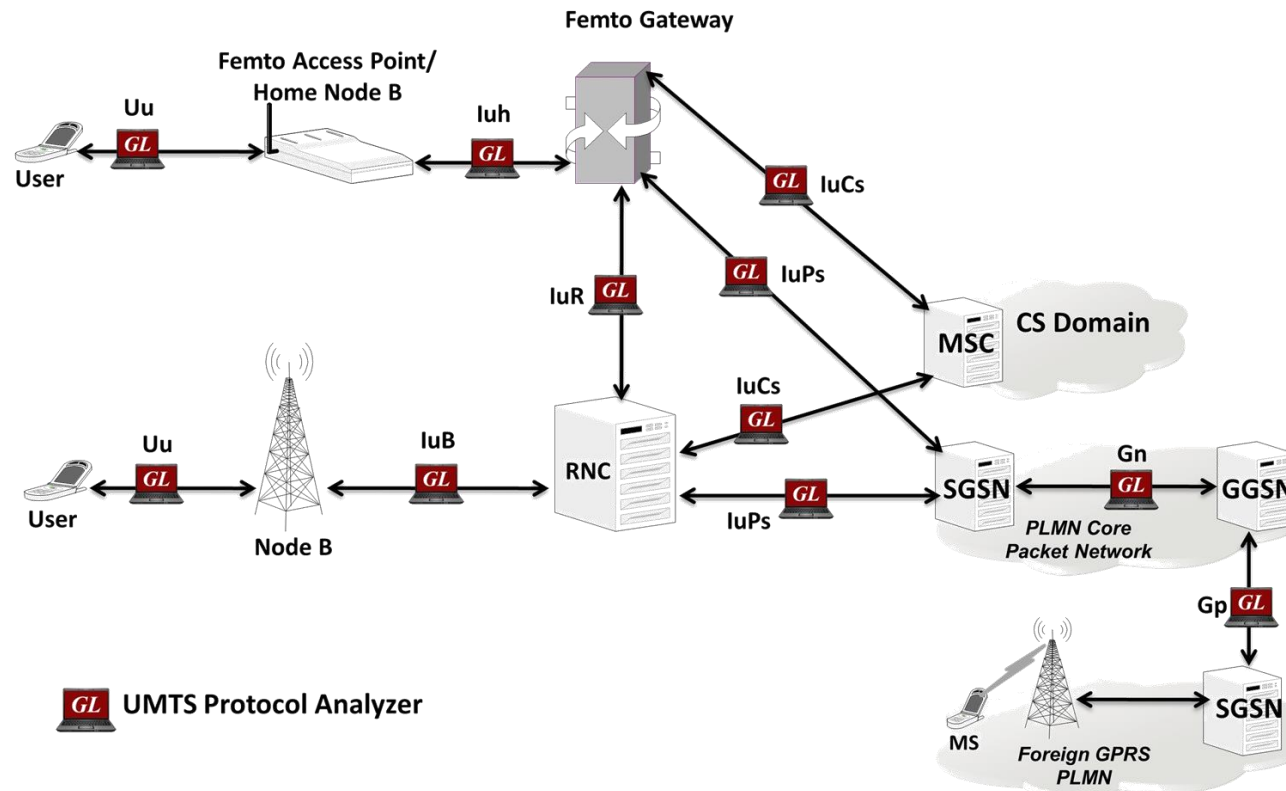 Femto Gateway
Femto Access Point/
Home Node B
Uu
Iuh
GL
GL
User
GL
IuCs
GL
IuPs
IuR
GL
MSC
CS Domain
IuCs
GL
Uu
IuB
RNC
Gn
GL
GL
GL
SGSN
GL
GGSN
User
IuPs
Node B
PLMN Core
Packet Network
Gp
GL
GL
UMTS Protocol Analyzer
SGSN
MS
Foreign GPRS
PLMN